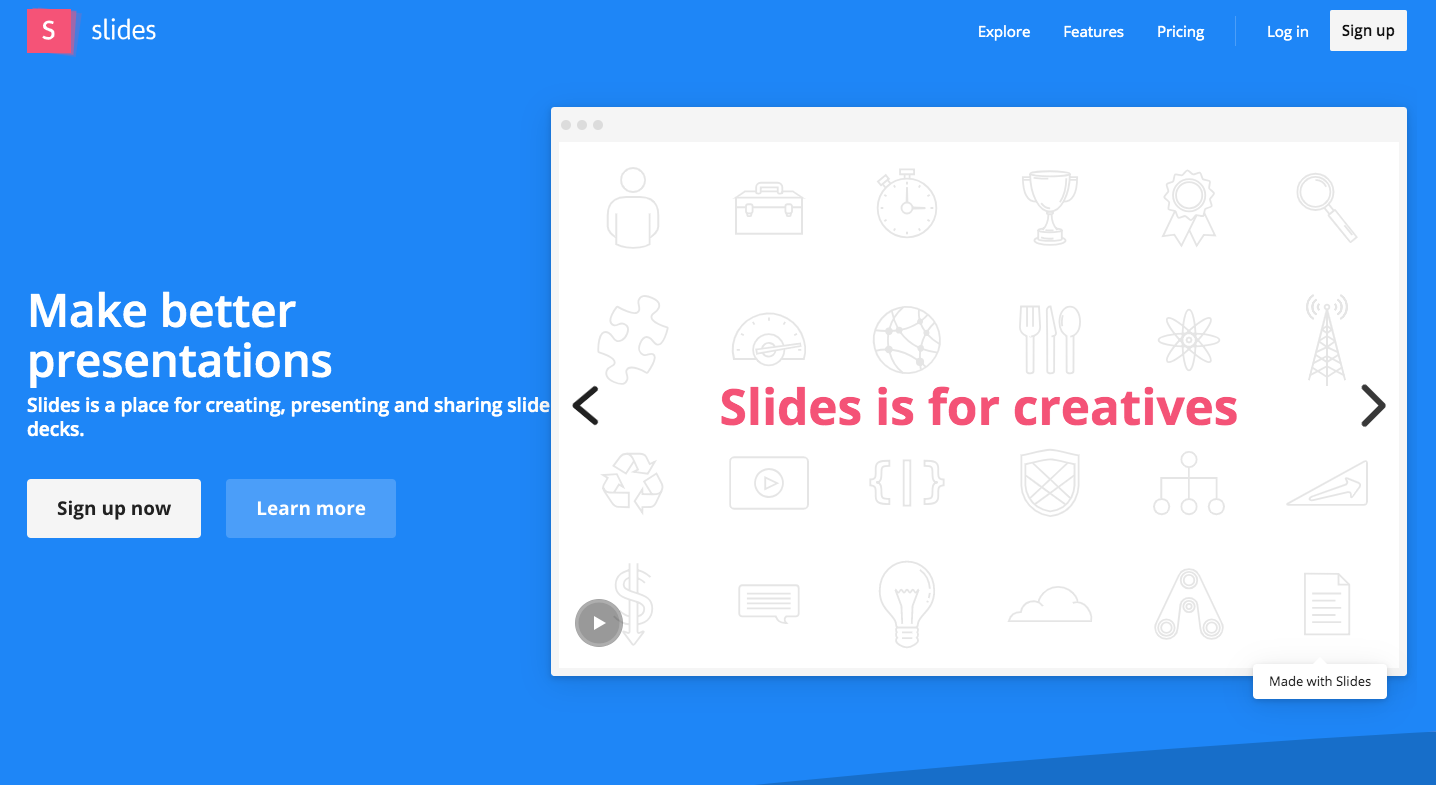 S slides
Explore Features Pricing Log in Sign up
Make better
presentations
Slides is a place for creating, presenting and sharing slide
decks.
Sign up now Learn more
Slides is for creatives
Made with Slides